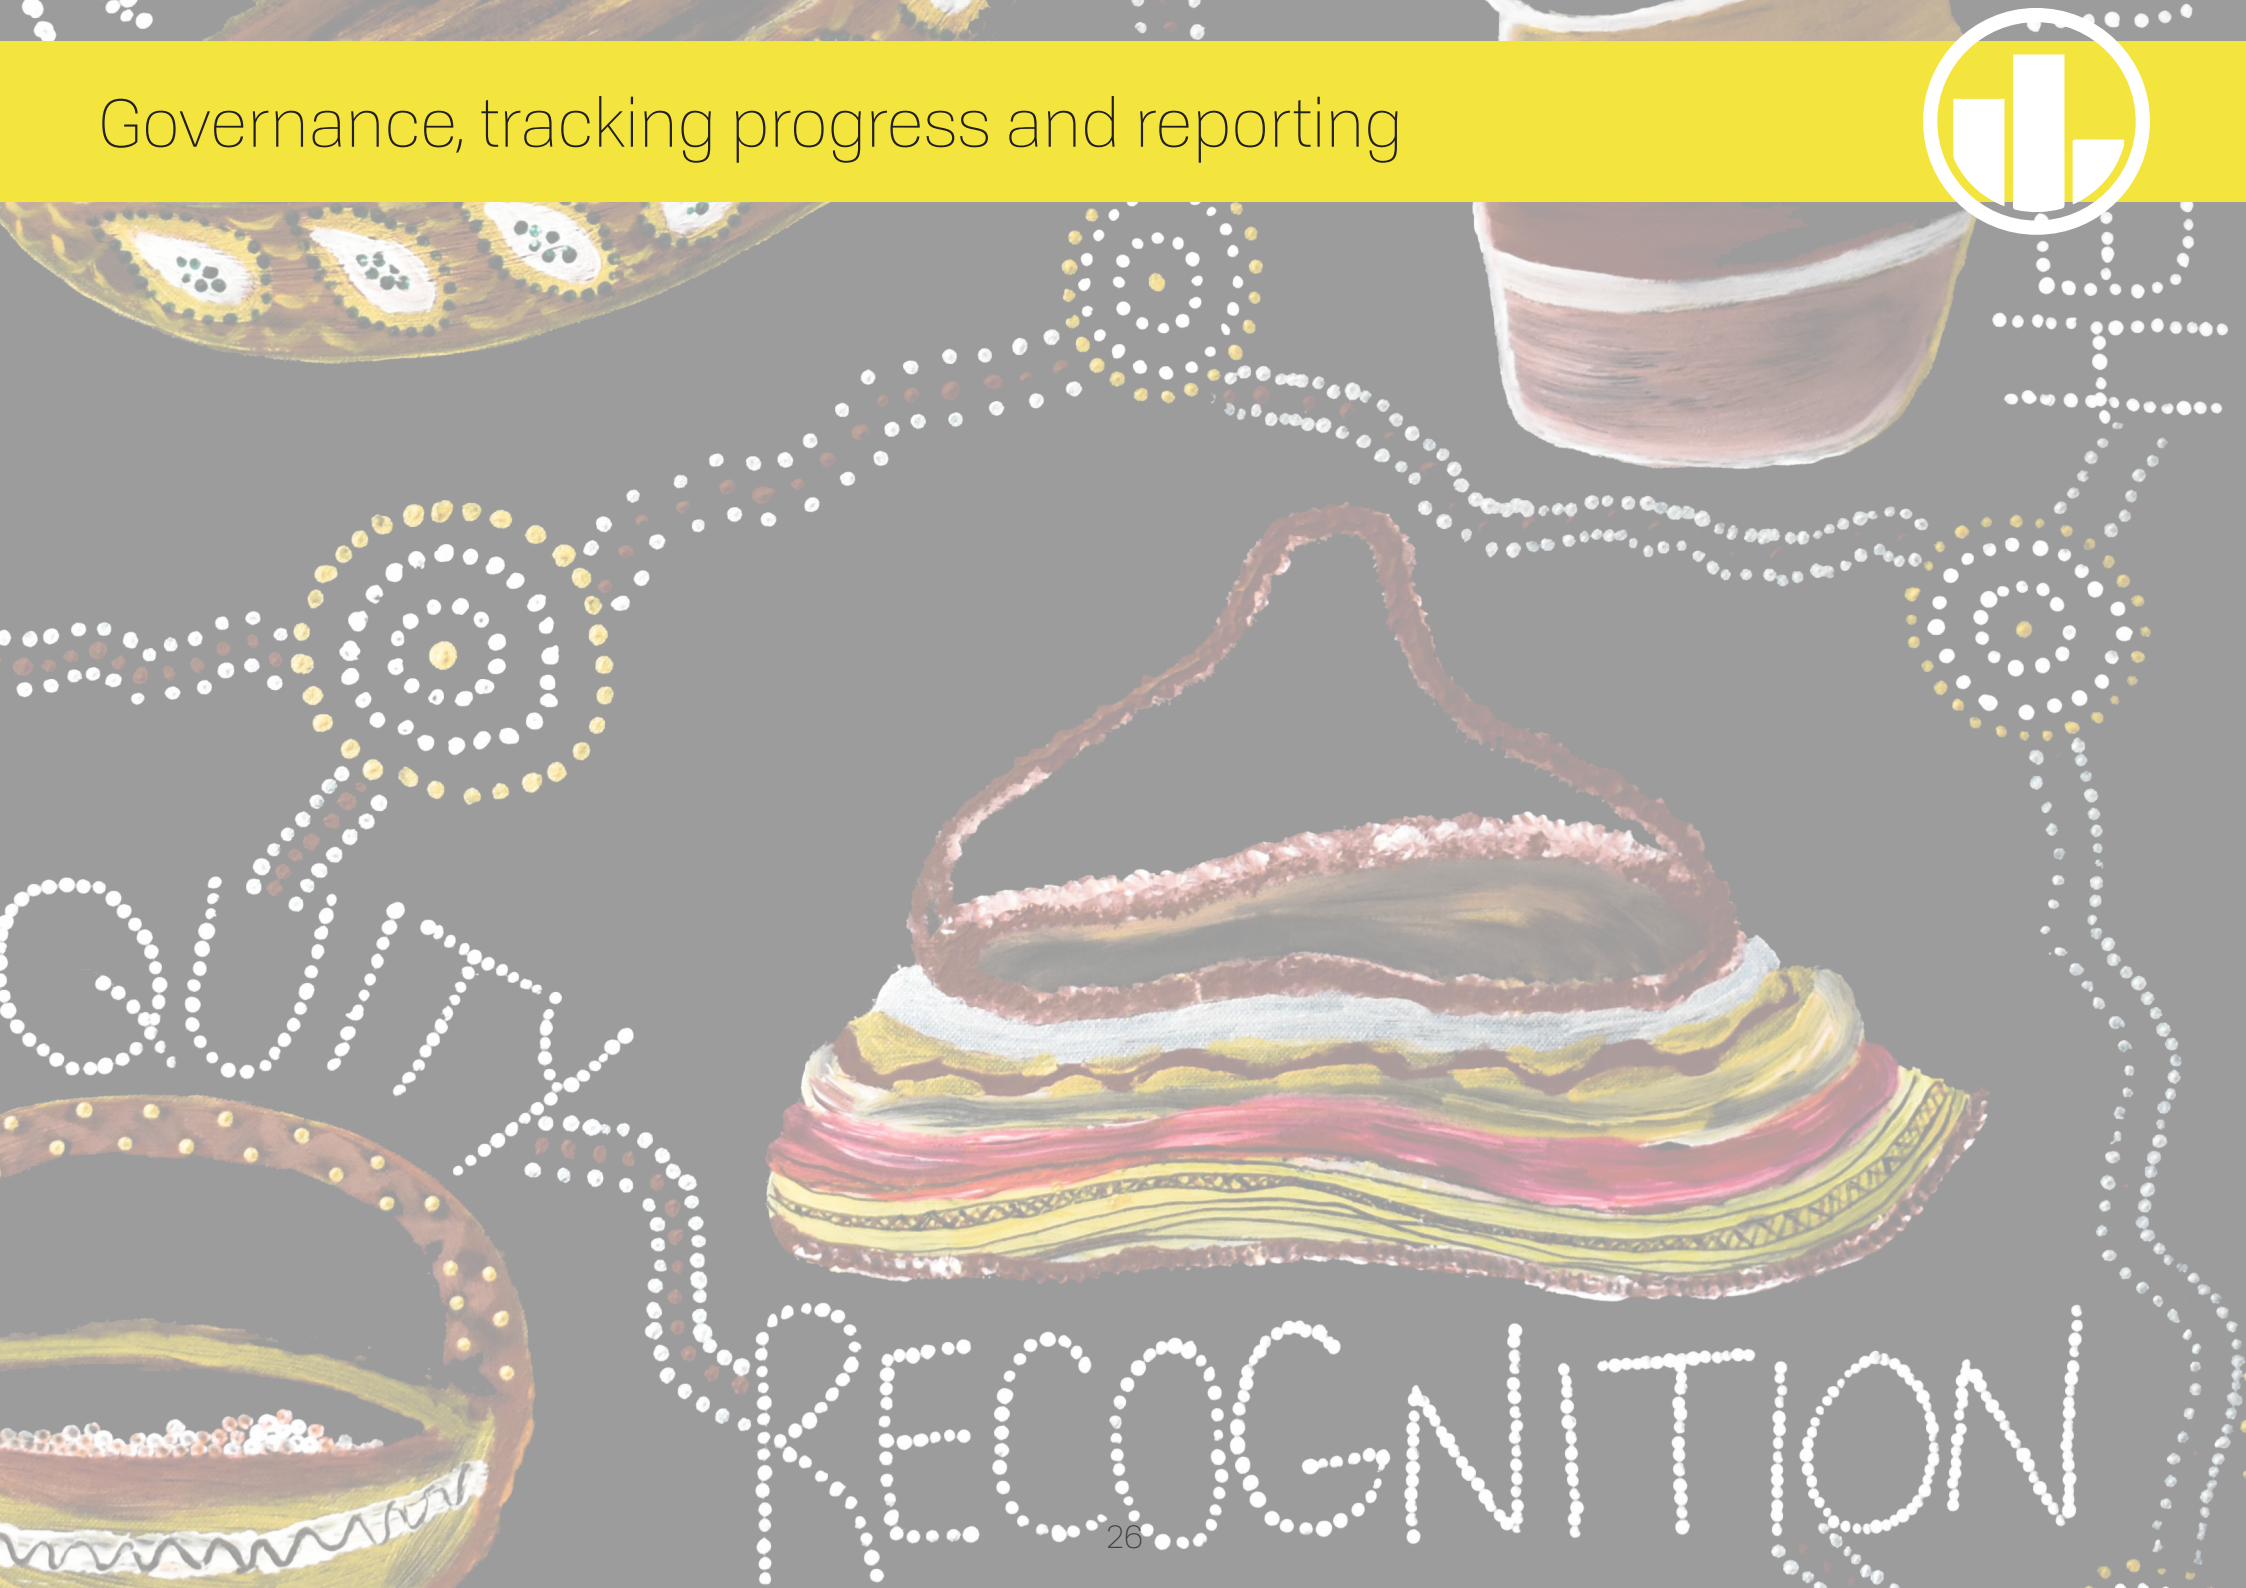 Governance, tracking progress and reporting
QUITY
RECOGNITION
26